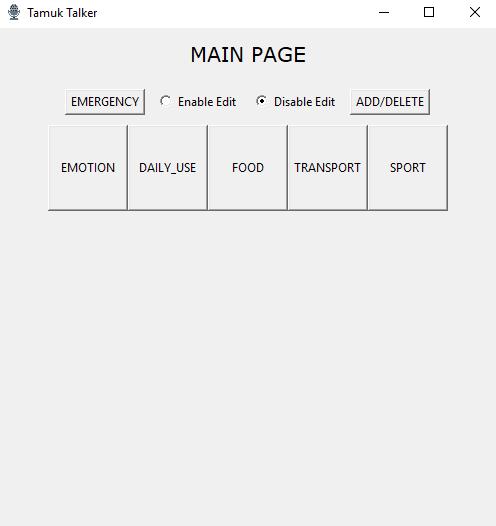 Tamuk Talker
MAIN PAGE
EMERGENCY Enable Edit Disable Edit ADD/DELETE
EMOTION DAILY_USE FOOD TRANSPORT SPORT